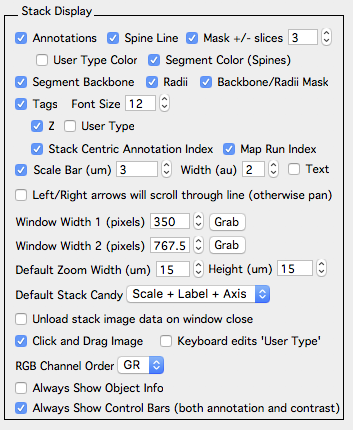 Stack Display
Annotations Spine Line Mask +/- slices 3
User Type Color Segment Color (Spines)
Segment Backbone Radii Backbone/Radii Mask
Tags Font Size 12
Z User Type
Stack Centric Annotation Index Map Run Index
Scale Bar (um) 3 Width (au) 2 Text
Left/Right arrows will scroll through line (otherwise pan)
Window Width 1 (pixels) 350 Grab
Window Width 2 (pixels) 767.5 Grab
Default Zoom Width (um) 15 Height (um) 15
Default Stack Candy Scale + Label + Axis
Unload stack image data on window close
Click and Drag Image Keyboard edits 'User Type'
RGB Channel Order GR
Always Show Object Info
Always Show Control Bars (both annotation and contrast)